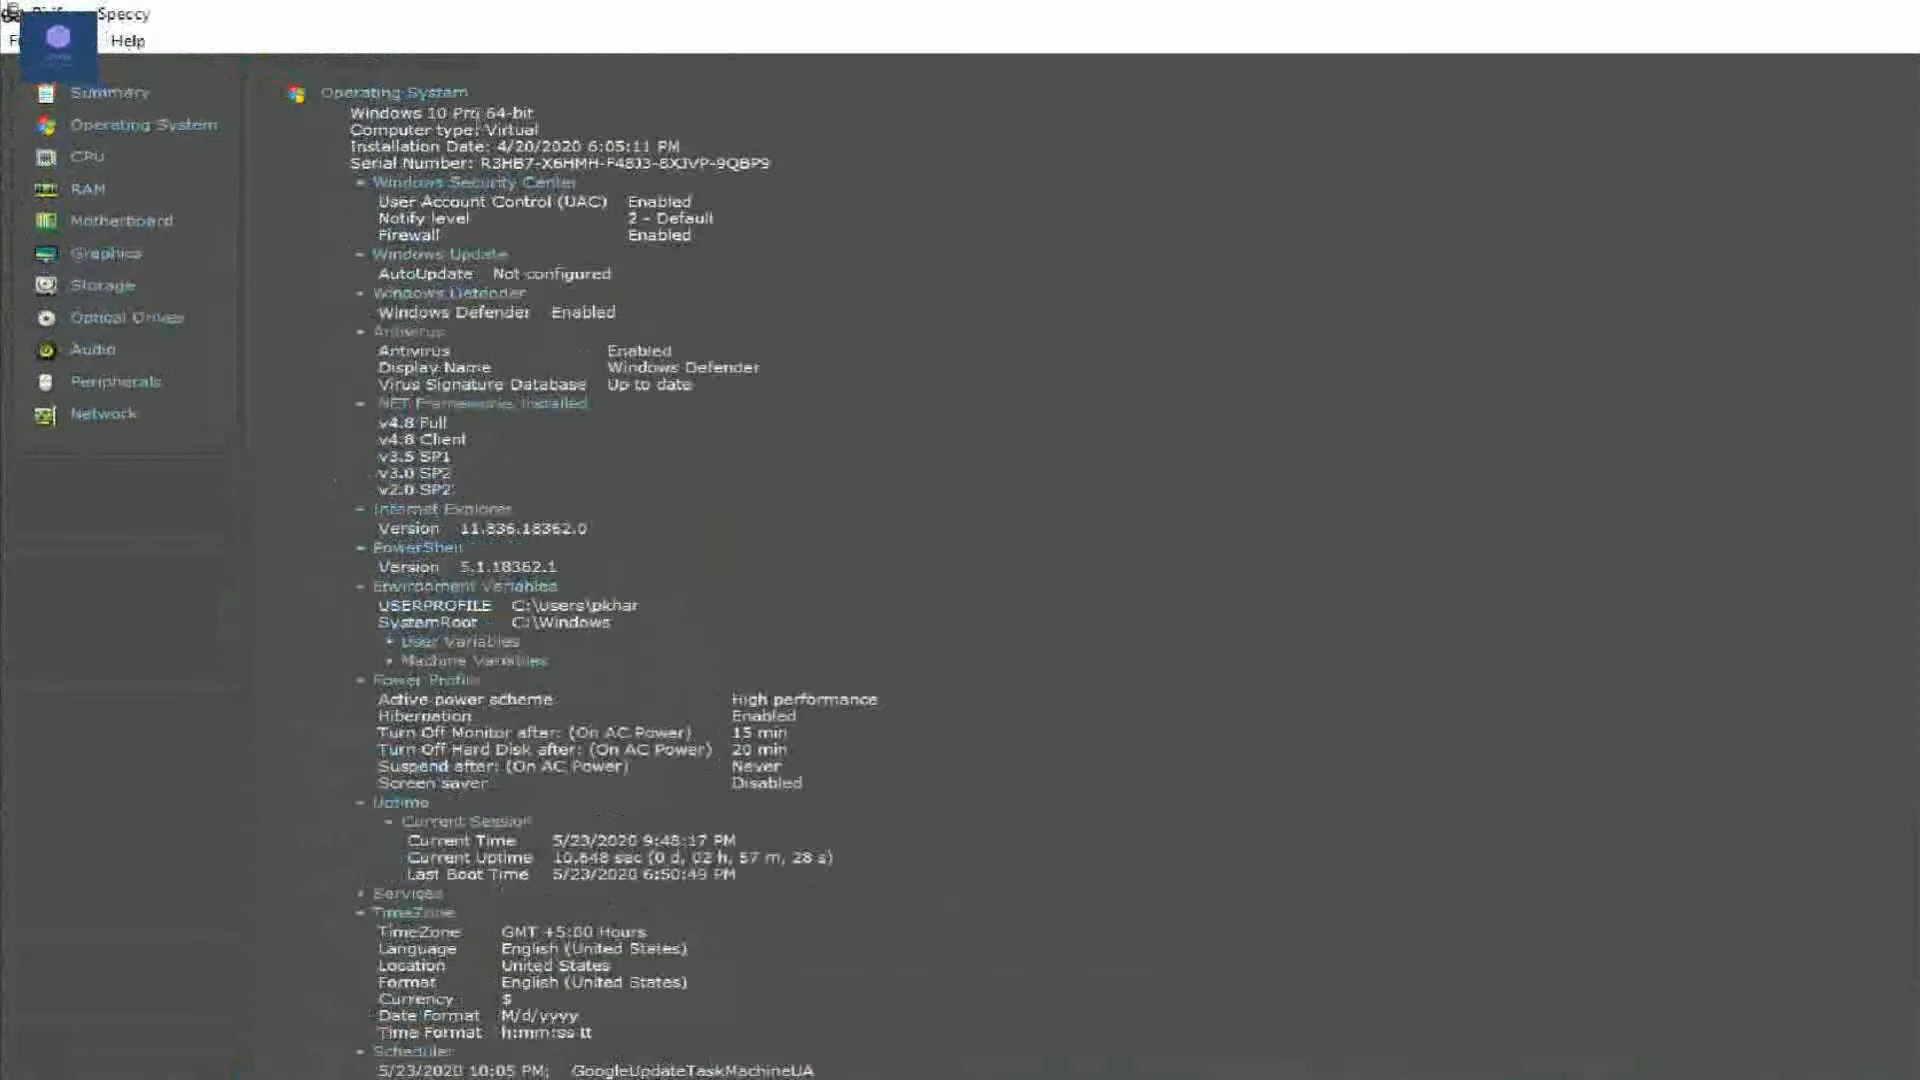 Speccy
Help
Summary
Operating System
CPU
RAM
Motherboard
Graphics
Storage
Optical Drives
Audio
Peripherals
Network
Operating System
Windows 10 Pro 64-bit
Computer type: Virtual
Installation Date: 4/20/2020 6:05:11 PM
Serial Number:
Windows Security Center
User Account Control (UAC) Enabled
Notify level 2 - Default
Firewall Enabled
Windows Update
AutoUpdate Not configured
Windows Defender
Windows Defender Enabled
Antivirus
Antivirus Enabled
Display Name Windows Defender
Virus Signature Database Up to date
.NET Frameworks installed
v4.8 Full
v4.8 Client
v3.5 SP1
v3.0 SP2
v2.0 SP2
Internet Explorer
Version 11.836.18362.0
PowerShell
Version 5.1.18362.1
Environment Variables
USERPROFILE C:\Users\pkhar
SystemRoot C:\Windows
User Variables
Machine Variables
Power Profile
Active power scheme High performance
Hibernation Enabled
Turn Off Monitor after: (On AC Power) 15 min
Turn Off Hard Disk after: (On AC Power) 20 min
Suspend after: (On AC Power) Never
Screen saver Disabled
Uptime
Current Session
Current Time 5/23/2020 9:48:17 PM
Current Uptime 10,648 sec (0 d, 02 h, 57 m, 28 s)
Last Boot Time 5/23/2020 6:50:49 PM
Services
TimeZone
TimeZone GMT +5:00 Hours
Language English (United States)
Location United States
Format English (United States)
Currency $
Date Format M/d/yyyy
Time Format h:mm:ss tt
Scheduler
5/23/2020 10:05 PM; GoogleUpdateTaskMachineUA